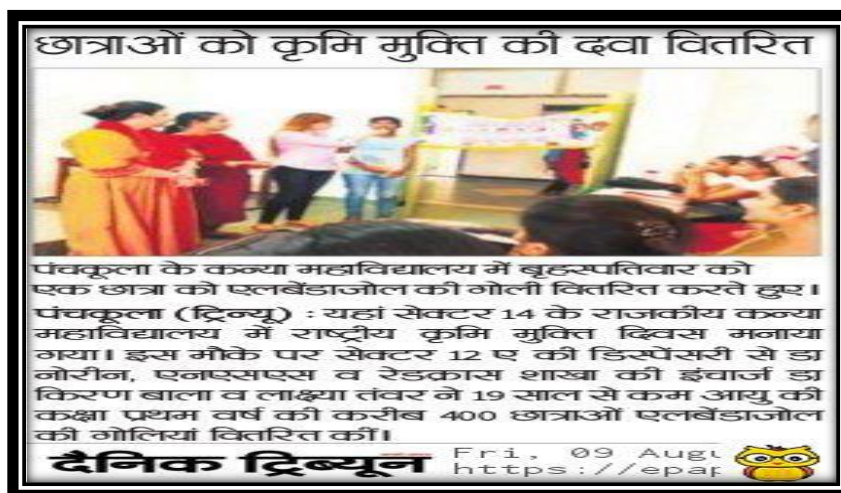 छात्राओं को कृमि मुक्ति की दवा वितरित
पंचकूला के कन्या महाविद्यालय में बृहस्पतिवार को
एक छात्रा को एलबेंडाजोल की गोली वितरित करते हुए।
पंचकूला (ट्रिन्यू) : यहां सेक्टर 14 के राजकीय कन्या
महाविद्यालय में राष्ट्रीय कृमि मुक्ति दिवस मनाया
गया। इस मौके पर सेक्टर 12 ए की डिस्पेंसरी से डा
नोरीन, एनएसएस व रेडक्रास शाखा की इंचार्ज डा
किरण बाला व लाक्ष्या तंवर ने 19 साल से कम आयु की
कक्षा प्रथम वर्ष की करीब 400 छात्राओं एलबेंडाजोल
की गोलियां वितरित कीं।
दैनिक ट्रिब्यून
Fri, 09 Augu
https://epap